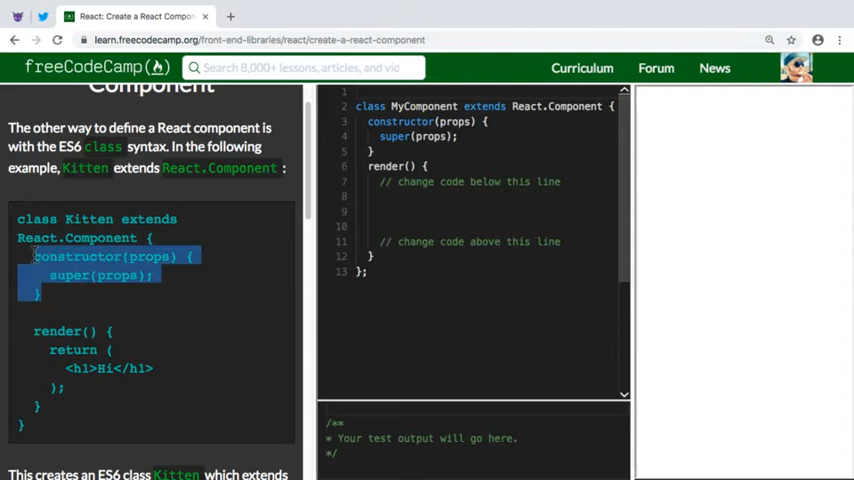 React: Create a React Compon
learn.freecodecamp.org/front-end-libraries/react/create-a-react-component
freeCodeCamp
Search 8,000+ lessons, articles, and vid
Curriculum
Forum
News
Component
The other way to define a React component is
with the ES6 class syntax. In the following
example, Kitten extends React.Component :
class Kitten extends
React.Component {
constructor(props) {
super(props);
}
render() {
return (
<h1>Hi</h1>
);
}
}
This creates an ES6 class Kitten which extends
1
2 class MyComponent extends React.Component {
3 constructor(props) {
4 super(props);
5 }
6 render() {
7 // change code below this line
8
9
10
11 // change code above this line
12 }
13 };
/**
* Your test output will go here.
*/